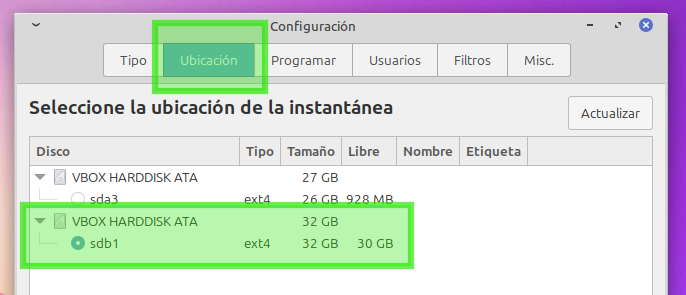 Configuración
Tipo Ubicación Programar Usuarios Filtros Misc.
Seleccione la ubicación de la instantánea
Actualizar
Disco Tipo Tamaño Libre Nombre Etiqueta
VBOX HARDDISK ATA 27 GB
sda3 ext4 26 GB 928 MB
VBOX HARDDISK ATA 32 GB
sdb1 ext4 32 GB 30 GB